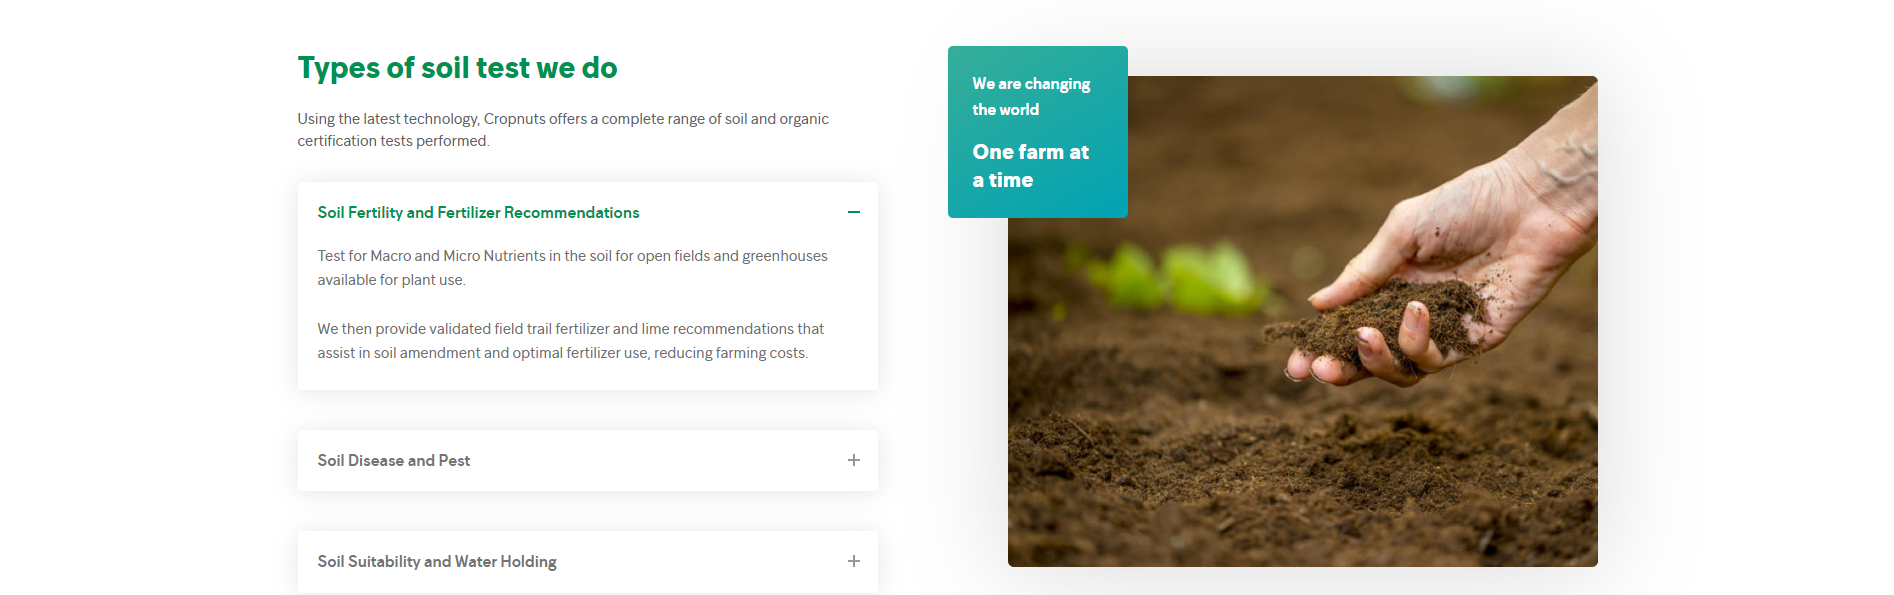 Types of soil test we do
Using the latest technology, Cropnuts offers a complete range of soil and organic
certification tests performed.
Soil Fertility and Fertilizer Recommendations
Test for Macro and Micro Nutrients in the soil for open fields and greenhouses
available for plant use.
We then provide validated field trail fertilizer and lime recommendations that
assist in soil amendment and optimal fertilizer use, reducing farming costs.
Soil Disease and Pest
Soil Suitability and Water Holding
We are changing
the world
One farm at
a time